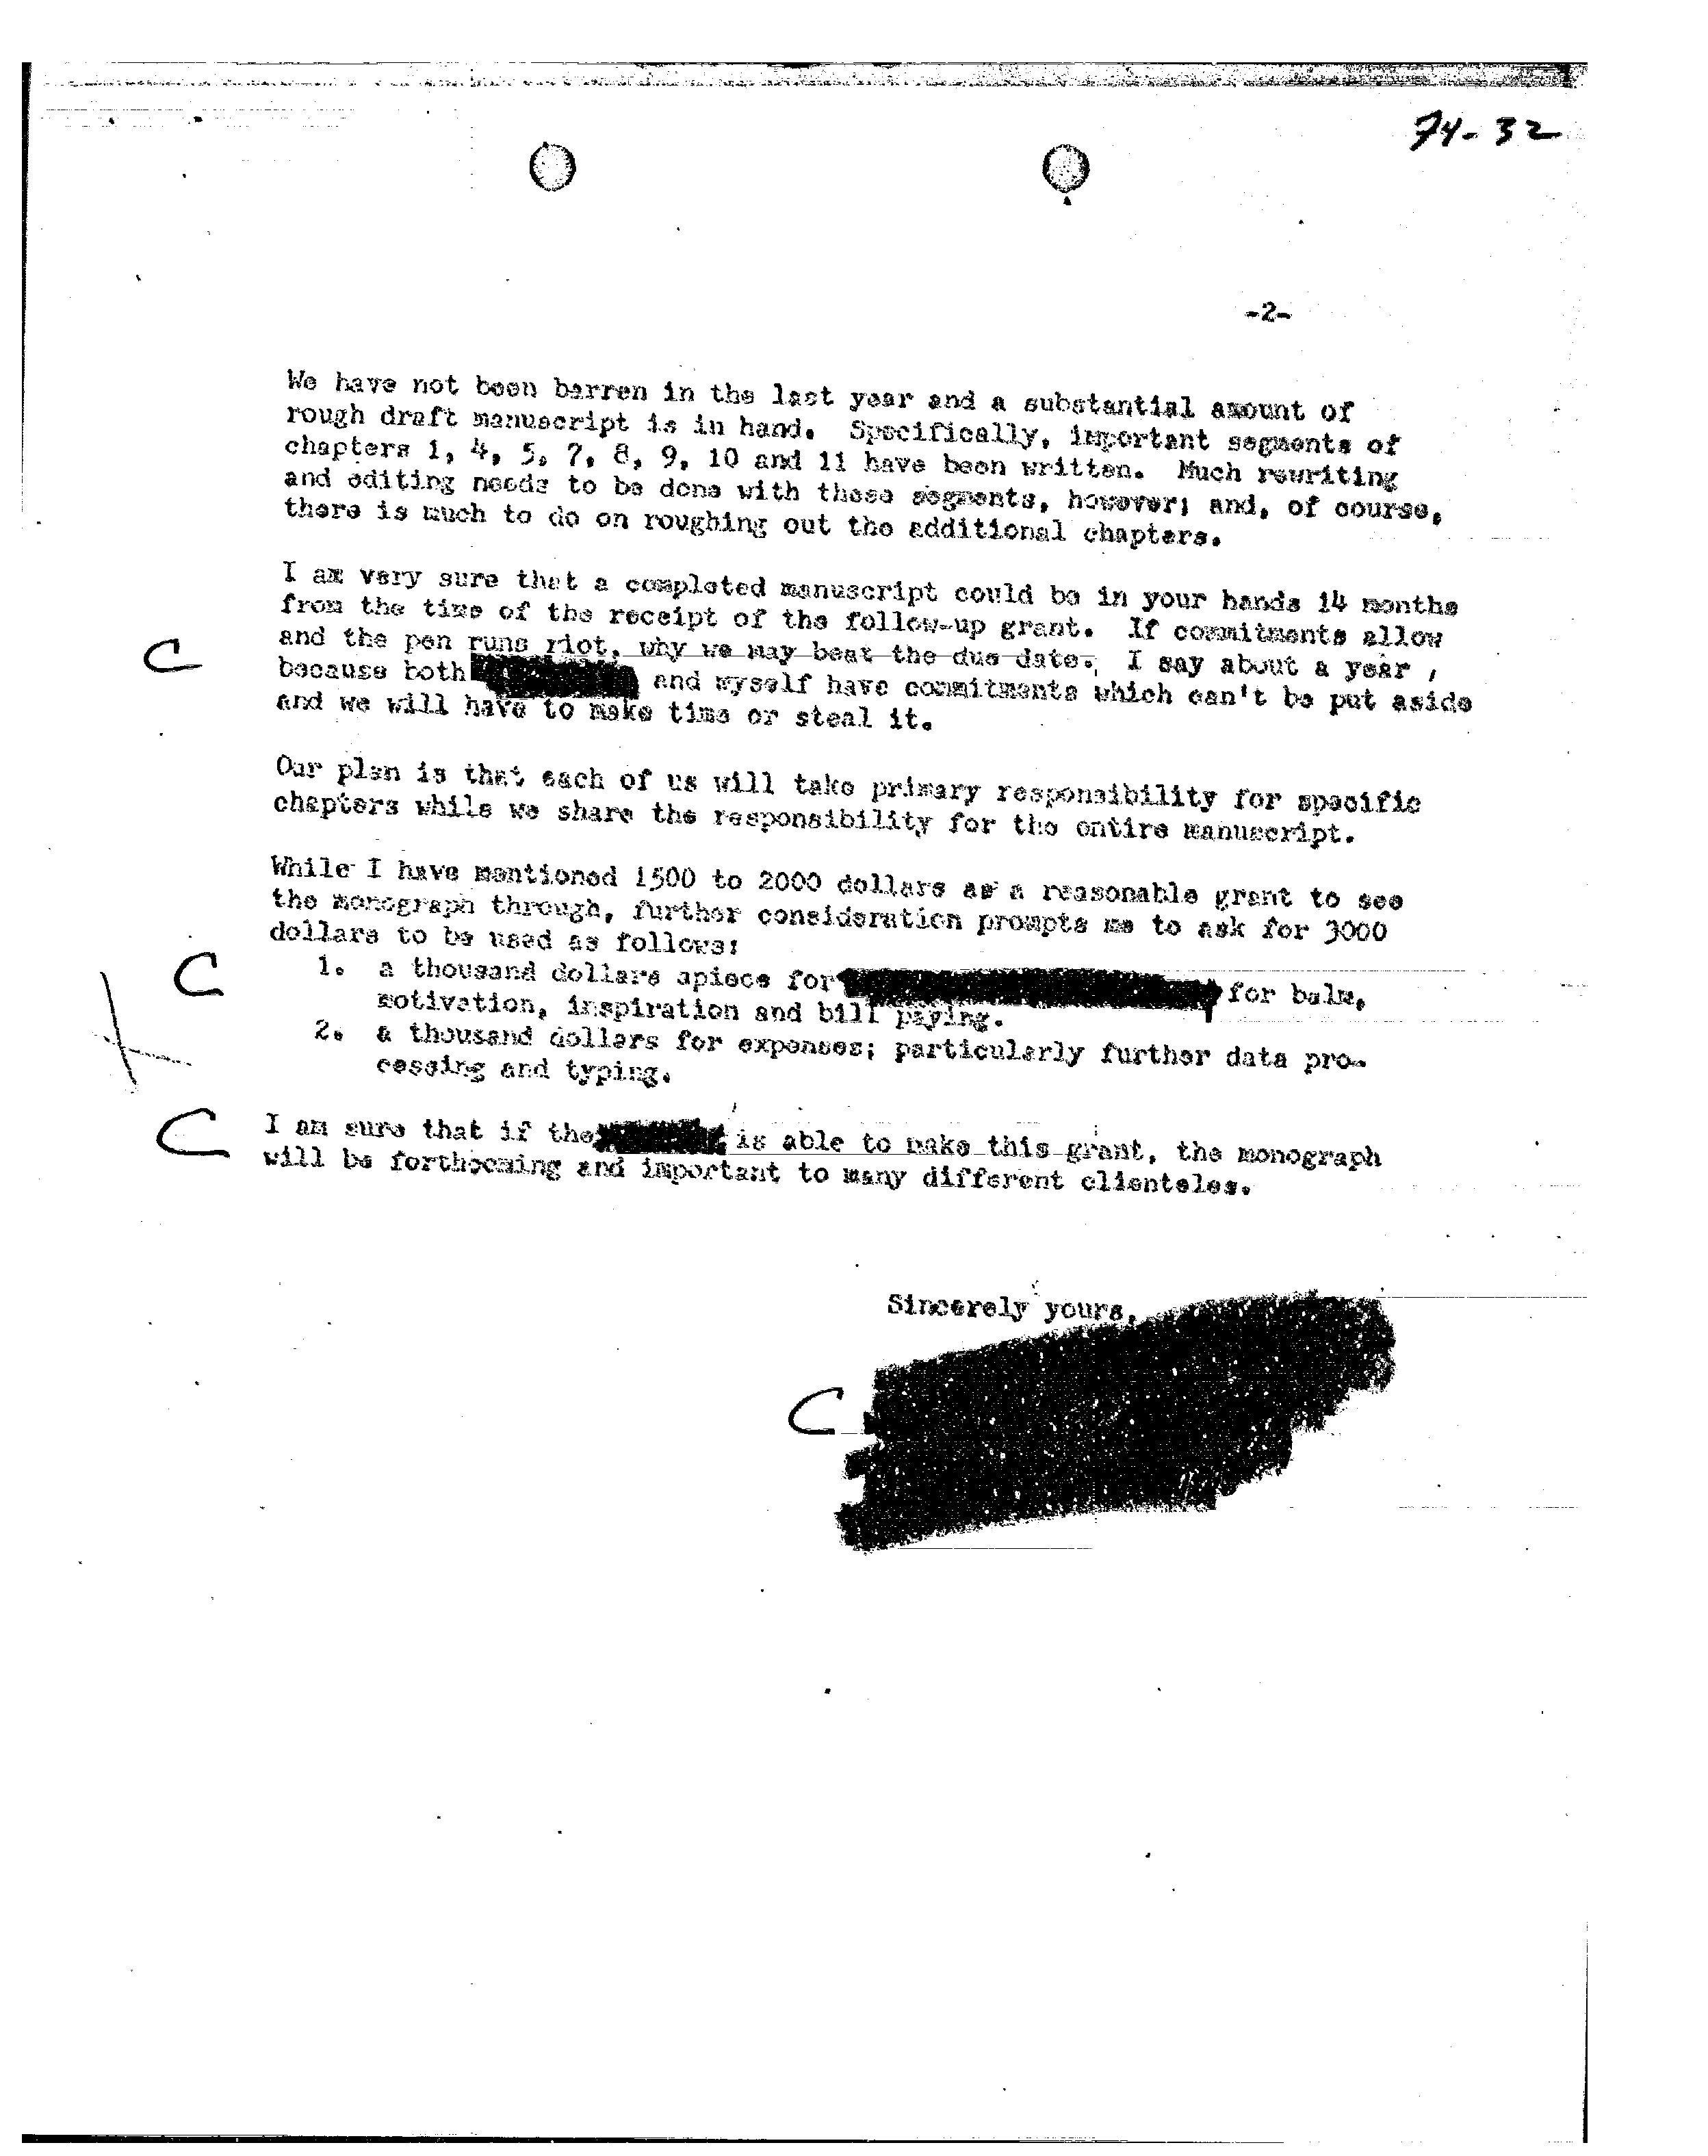 74-32
-2-
We have not been barren in the last year and a substantial amount of
rough draft manuscript is in hand. Specifically, important segments of
chapters 1, 4, 5, 7, 8, 9, 10 and 11 have been written. Much rewriting
and editing needs to be done with these segments, however; and, of course,
there is much to do on roughing out the additional chapters.
I am very sure that a completed manuscript could be in your hands 14 months
from the time of the receipt of the follow-up grant. If commitments allow
and the pen runs riot, why we may beat the due date. I say about a year,
C
because both and myself have commitments which can't be put aside
and we will have to make time or steal it.
Our plan is that each of us will take primary responsibility for specific
chapters while we share the responsibility for the entire manuscript.
While I have mentioned 1500 to 2000 dollars as a reasonable grant to see
the monograph through, further consideration prompts me to ask for 3000
dollars to be used as follows:
C
1. a thousand dollars apiece for for balm,
motivation, inspiration and bill paying.
2. a thousand dollars for expenses; particularly further data pro-
cessing and typing.
C
I am sure that if the is able to make this grant, the monograph
will be forthcoming and important to many different clienteles.
Sincerely yours,
C